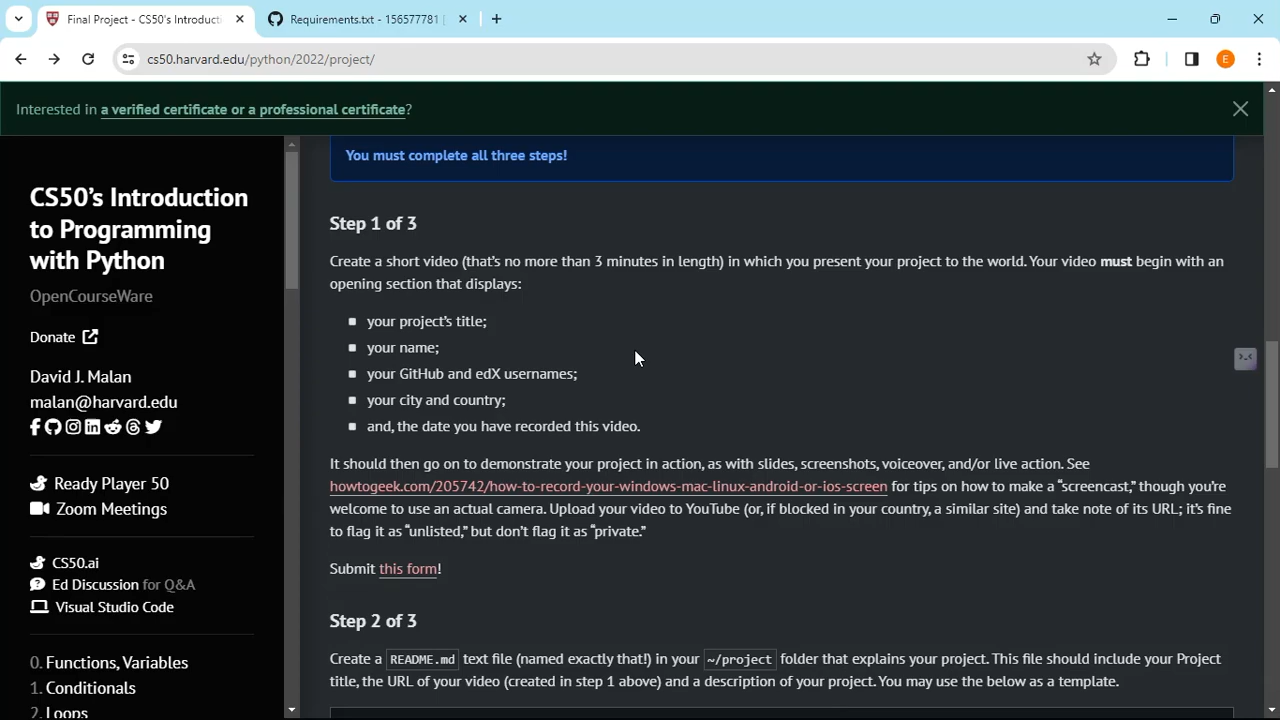 Final Project - CS50's Introducti
Requirements.txt - 156577781 |
cs50.harvard.edu/python/2022/project/
E
Interested in a verified certificate or a professional certificate?
CS50's Introduction
to Programming
with Python
OpenCourseWare
Donate
David J. Malan
malan@harvard.edu
Ready Player 50
Zoom Meetings
CS50.ai
Ed Discussion for Q&A
Visual Studio Code
0. Functions, Variables
1. Conditionals
2. Loops
You must complete all three steps!
Step 1 of 3
Create a short video (that's no more than 3 minutes in length) in which you present your project to the world. Your video must begin with an
opening section that displays:
your project's title;
your name;
your GitHub and edX usernames;
your city and country;
and, the date you have recorded this video.
It should then go on to demonstrate your project in action, as with slides, screenshots, voiceover, and/or live action. See
howtogeek.com/205742/how-to-record-your-windows-mac-linux-android-or-ios-screen for tips on how to make a “screencast,” though you’re
welcome to use an actual camera. Upload your video to YouTube (or, if blocked in your country, a similar site) and take note of its URL; it’s fine
to flag it as “unlisted,” but don’t flag it as “private.”
Submit this form!
Step 2 of 3
Create a README.md text file (named exactly that!) in your ~/project folder that explains your project. This file should include your Project
title, the URL of your video (created in step 1 above) and a description of your project. You may use the below as a template.